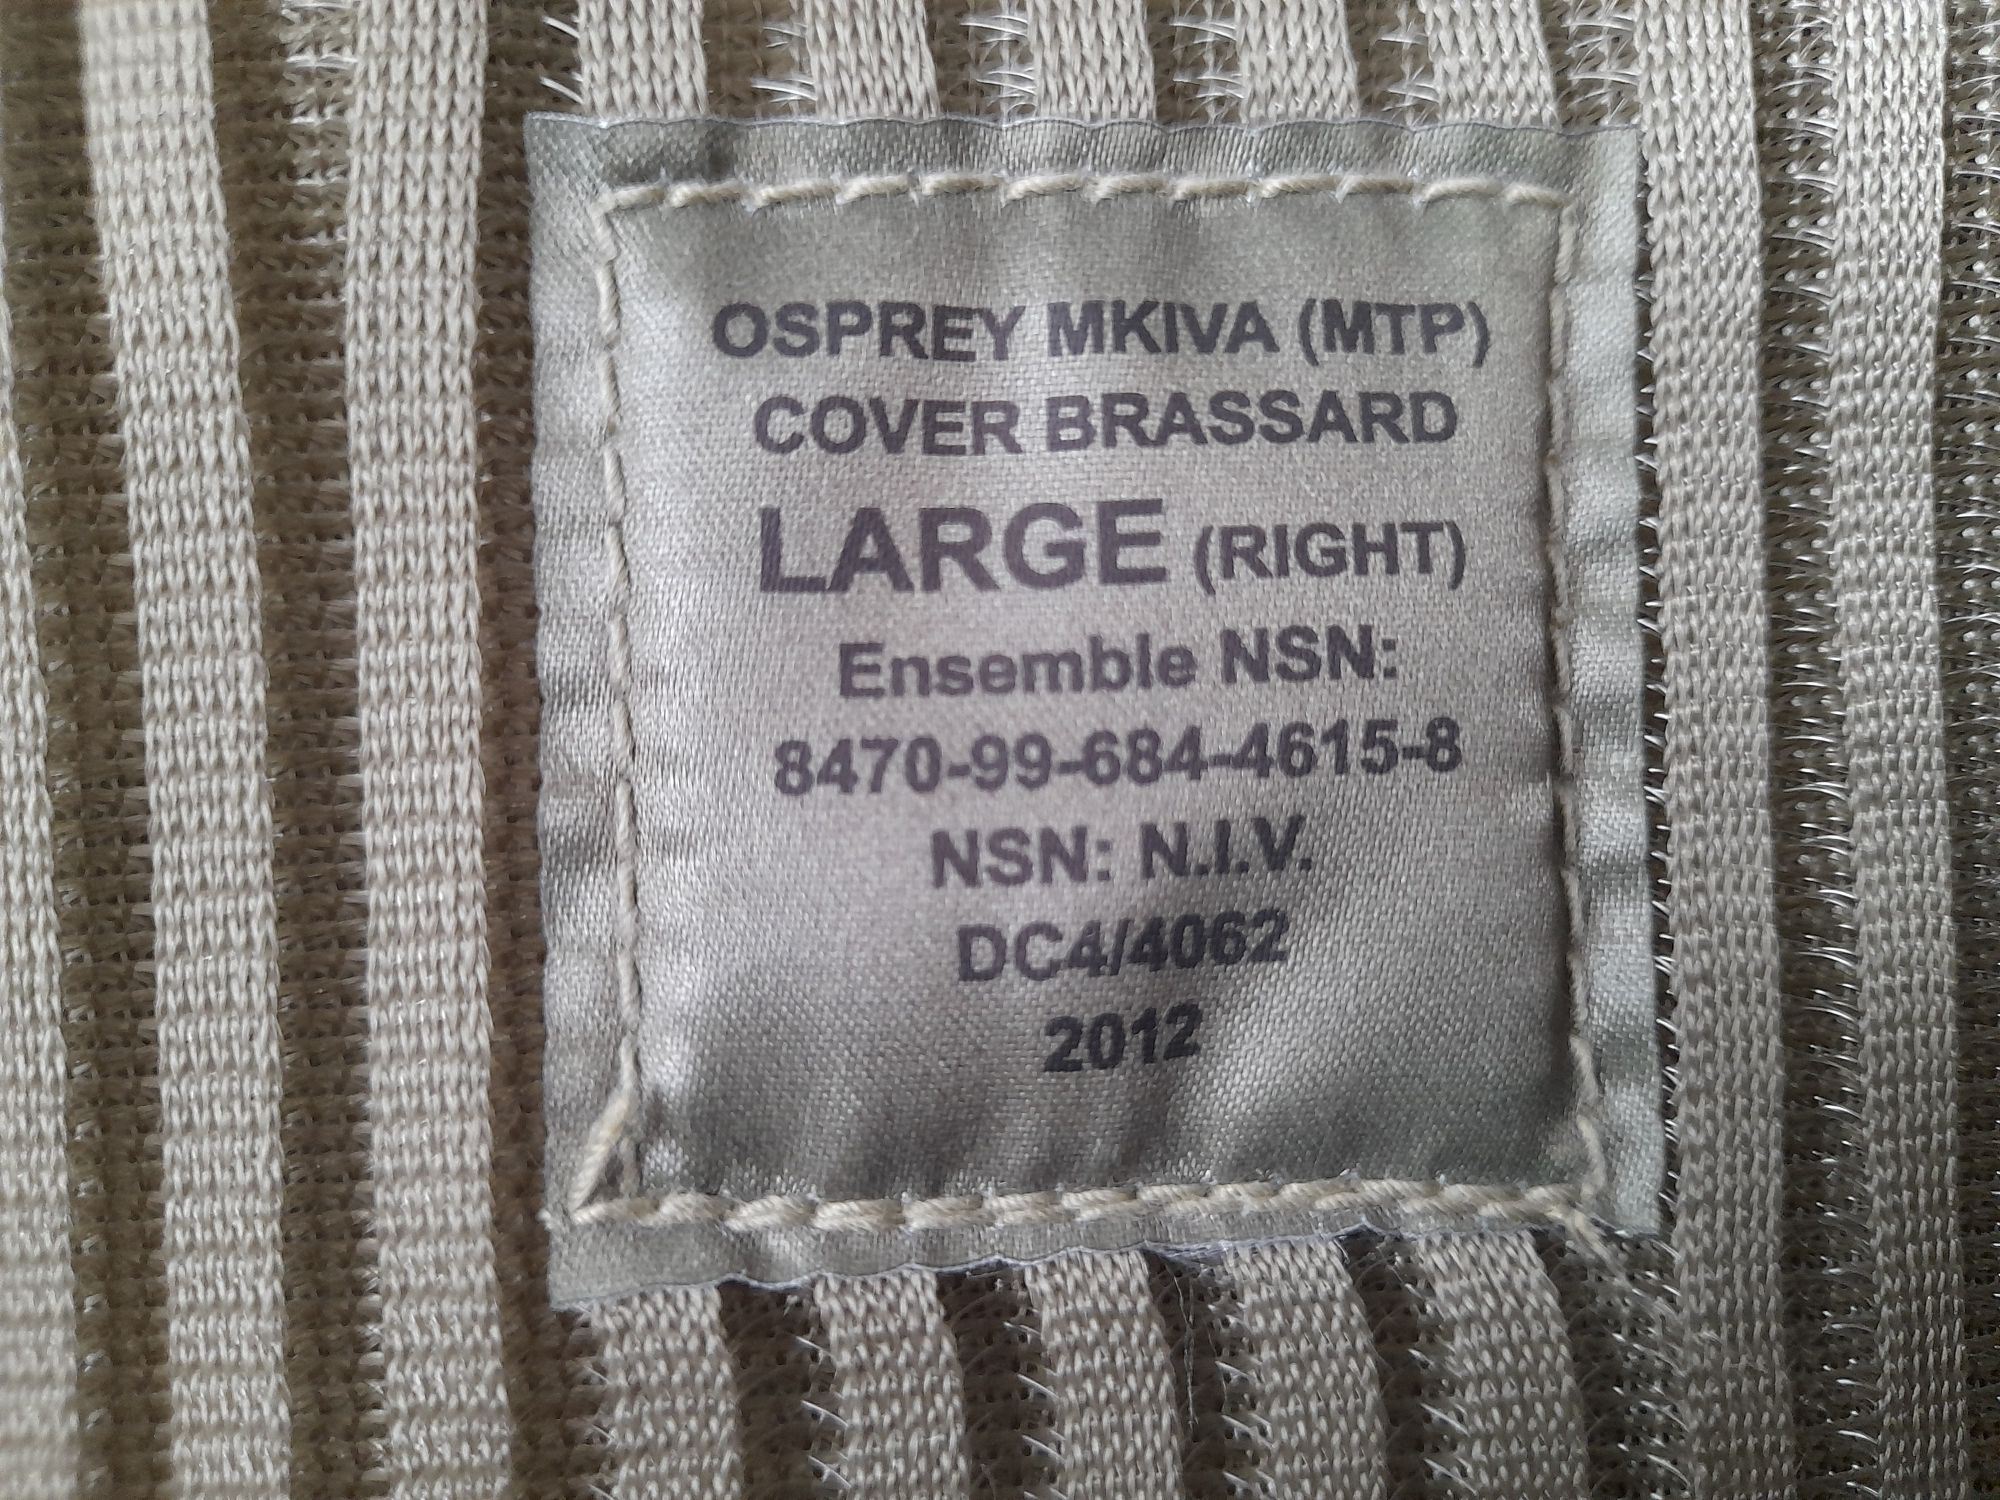 OSPREY MKIVA (MTP)
COVER BRASSARD
LARGE (RIGHT)
Ensemble NSN:
8470-99-684-4615-8
NSN: N.I.V.
DC4/4062
2012